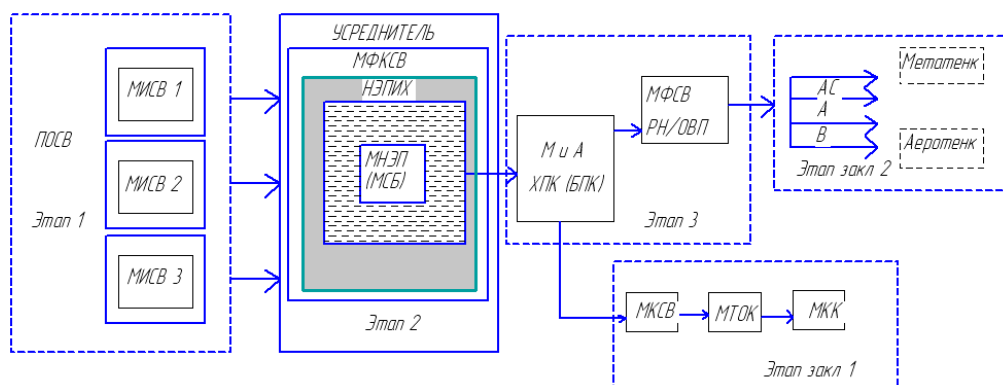 ПОСВ
Этап 1
МИСВ 1
МИСВ 2
МИСВ 3
УСРЕДНИТЕЛЬ
МФКСВ
НЭПИХ
МНЭП
(МСБ)
Этап 2
М и А
ХПК (БПК)
МФСВ
РН/ОВП
Этап 3
АС
А
В
Метатенк
Аеротенк
Этап закл 2
МКСВ
МТОК
МКК
Этап закл 1